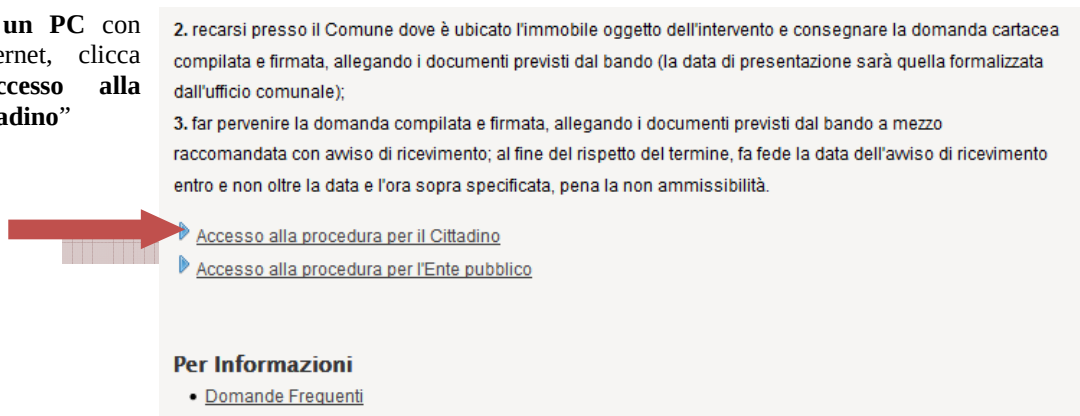 un PC con
ernet, clicca
ccesso alla
adino”
2. recarsi presso il Comune dove è ubicato l'immobile oggetto dell'intervento e consegnare la domanda cartacea
compilata e firmata, allegando i documenti previsti dal bando (la data di presentazione sarà quella formalizzata
dall'ufficio comunale);
3. far pervenire la domanda compilata e firmata, allegando i documenti previsti dal bando a mezzo
raccomandata con avviso di ricevimento; al fine del rispetto del termine, fa fede la data dell'avviso di ricevimento
entro e non oltre la data e l'ora sopra specificata, pena la non ammissibilità.
Accesso alla procedura per il Cittadino
Accesso alla procedura per l'Ente pubblico
Per Informazioni
• Domande Frequenti